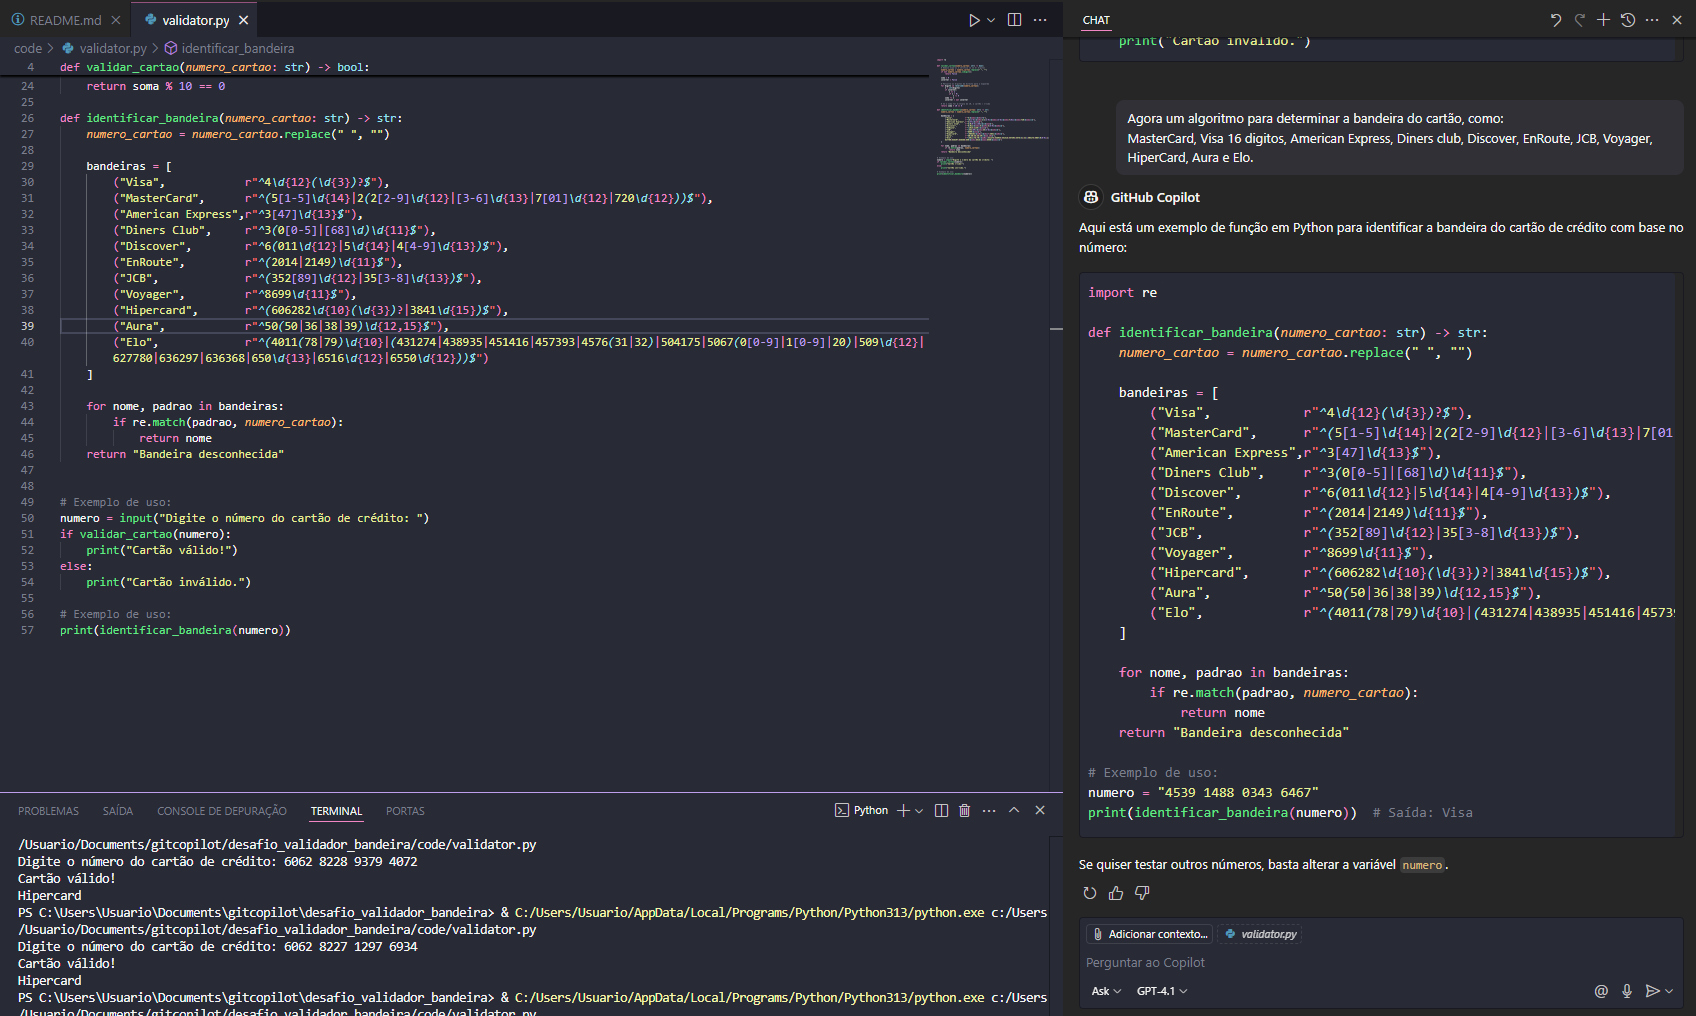 README.md
validator.py
code > validator.py > identificar_bandeira
4 def validar_cartao(numero_cartao: str) -> bool:
24 return soma % 10 == 0
25
26 def identificar_bandeira(numero_cartao: str) -> str:
27 numero_cartao = numero_cartao.replace(" ", "")
28
29 bandeiras = [
30 ("Visa", r"^4\d{12}(\d{3})?$"),
31 ("MasterCard", r"^(5[1-5]\d{14}|2(2[2-9]\d{12}|[3-6]\d{13}|7[01]\d{12}|720\d{12}))$"),
32 ("American Express",r"^3[47]\d{13}$"),
33 ("Diners Club", r"^3(0[0-5]|[68]\d)\d{11}$"),
34 ("Discover", r"^6(011\d{12}|5\d{14}|4[4-9]\d{13})$"),
35 ("EnRoute", r"^(2014|2149)\d{11}$"),
36 ("JCB", r"^(352[89]\d{12}|35[3-8]\d{13})$"),
37 ("Voyager", r"^8699\d{11}$"),
38 ("Hipercard", r"^(606282\d{10}(\d{3})?|3841\d{15})$"),
39 ("Aura", r"^50(50|36|38|39)\d{12,15}$"),
40 ("Elo", r"^(4011(78|79)\d{10}|(431274|438935|451416|457393|4576(31|32)|504175|5067(0[0-9]|1[0-9]|20)|509\d{12}|
627780|636297|636368|650\d{13}|6516\d{12}|6550\d{12}))$")
41 ]
42
43 for nome, padrao in bandeiras:
44 if re.match(padrao, numero_cartao):
45 return nome
46 return "Bandeira desconhecida"
47
48
49 # Exemplo de uso:
50 numero = input("Digite o número do cartão de crédito: ")
51 if validar_cartao(numero):
52 print("Cartão válido!")
53 else:
54 print("Cartão inválido.")
55
56 # Exemplo de uso:
57 print(identificar_bandeira(numero))
PROBLEMAS SAÍDA CONSOLE DE DEPURAÇÃO TERMINAL PORTAS
Python
/Usuario/Documents/gitcopilot/desafio_validador_bandeira/code/validator.py
Digite o número do cartão de crédito: 6062 8228 9379 4072
Cartão válido!
Hipercard
PS C:\Users\Usuario\Documents\gitcopilot\desafio_validador_bandeira> & C:/Users/Usuario/AppData/Local/Programs/Python/Python313/python.exe c:/Users
/Usuario/Documents/gitcopilot/desafio_validador_bandeira/code/validator.py
Digite o número do cartão de crédito: 6062 8227 1297 6934
Cartão válido!
Hipercard
PS C:\Users\Usuario\Documents\gitcopilot\desafio_validador_bandeira> & C:/Users/Usuario/AppData/Local/Programs/Python/Python313/python.exe c:/Users
/Usuario/Documents/gitcopilot/desafio_validador_bandeira/code/validator.py
CHAT
print("Cartão inválido.")
Agora um algoritmo para determinar a bandeira do cartão, como:
MasterCard, Visa 16 digitos, American Express, Diners club, Discover, EnRoute, JCB, Voyager,
HiperCard, Aura e Elo.
GitHub Copilot
Aqui está um exemplo de função em Python para identificar a bandeira do cartão de crédito com base no
número:
import re
def identificar_bandeira(numero_cartao: str) -> str:
numero_cartao = numero_cartao.replace(" ", "")
bandeiras = [
("Visa", r"^4\d{12}(\d{3})?$"),
("MasterCard", r"^(5[1-5]\d{14}|2(2[2-9]\d{12}|[3-6]\d{13}|7[01
("American Express",r"^3[47]\d{13}$"),
("Diners Club", r"^3(0[0-5]|[68]\d)\d{11}$"),
("Discover", r"^6(011\d{12}|5\d{14}|4[4-9]\d{13})$"),
("EnRoute", r"^(2014|2149)\d{11}$"),
("JCB", r"^(352[89]\d{12}|35[3-8]\d{13})$"),
("Voyager", r"^8699\d{11}$"),
("Hipercard", r"^(606282\d{10}(\d{3})?|3841\d{15})$"),
("Aura", r"^50(50|36|38|39)\d{12,15}$"),
("Elo", r"^(4011(78|79)\d{10}|(431274|438935|451416|45739
]
for nome, padrao in bandeiras:
if re.match(padrao, numero_cartao):
return nome
return "Bandeira desconhecida"
# Exemplo de uso:
numero = "4539 1488 0343 6467"
print(identificar_bandeira(numero)) # Saída: Visa
Se quiser testar outros números, basta alterar a variável numero.
Adicionar contexto... validator.py
Perguntar ao Copilot
Ask GPT-4.1